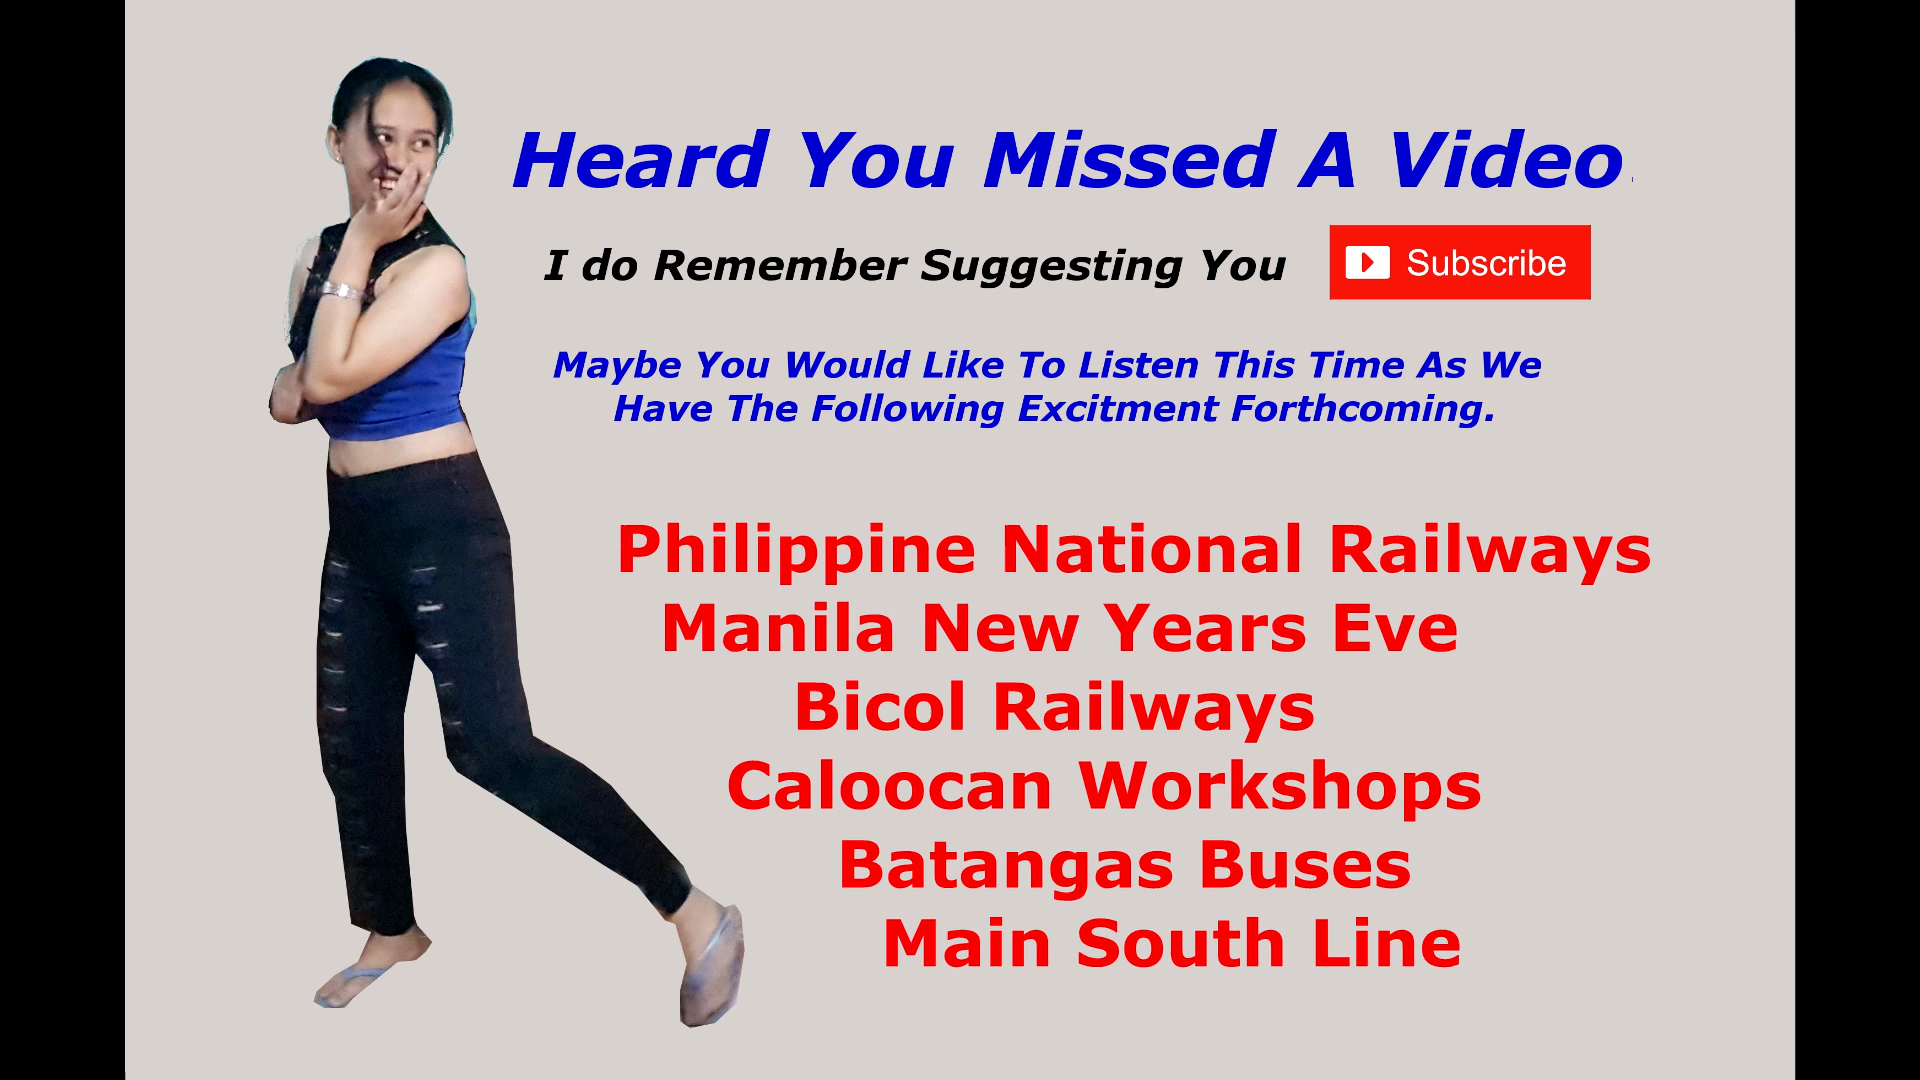 Heard You Missed A Video
I do Remember Suggesting You
Subscribe
Maybe You Would Like To Listen This Time As We
Have The Following Excitment Forthcoming.
Philippine National Railways
Manila New Years Eve
Bicol Railways
Caloocan Workshops
Batangas Buses
Main South Line